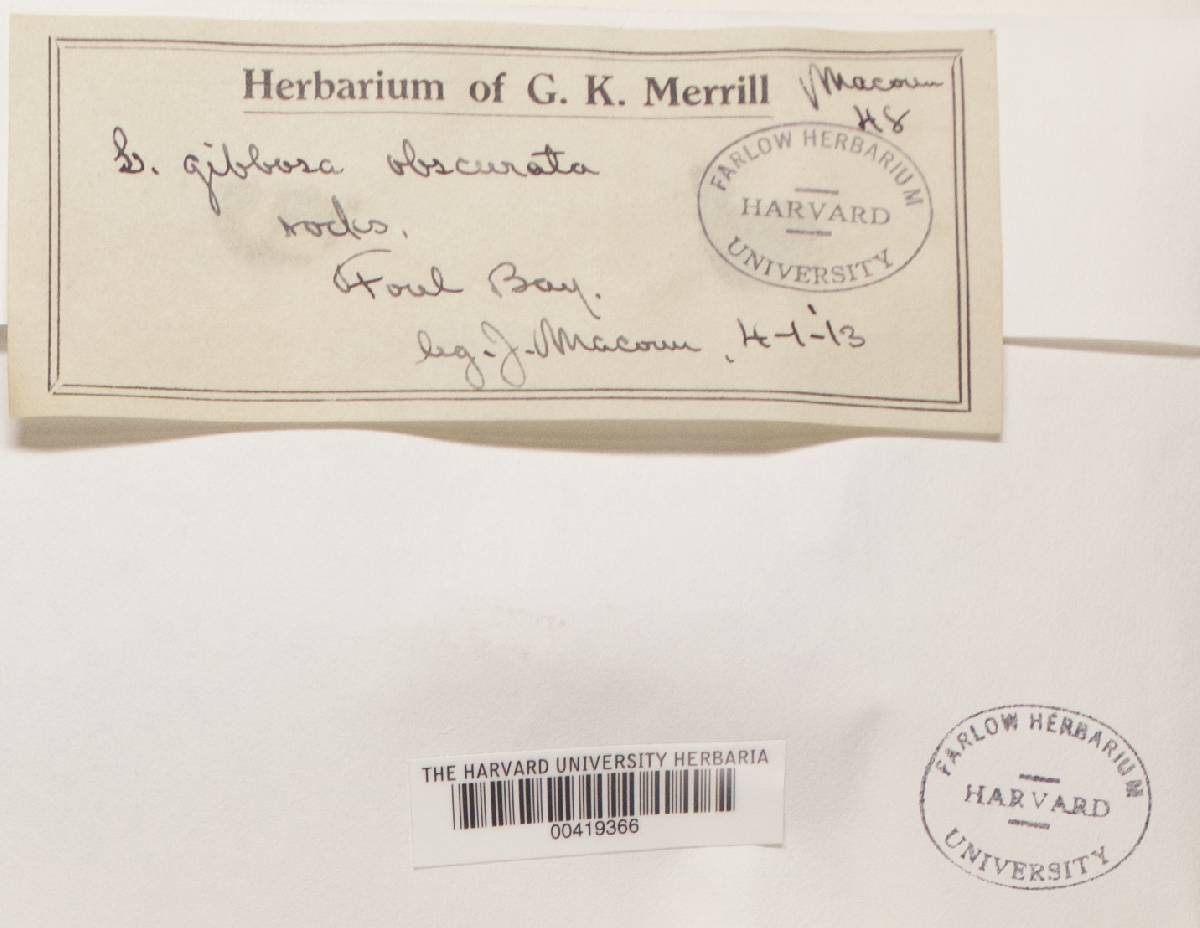 Herbarium of G. K. Merrill
Macoun
48
L. gibbosa obscurata
rocks.
Foul Bay.
leg. J. Macoun, 4-1-'13
FARLOW HERBARIUM
HARVARD
UNIVERSITY
THE HARVARD UNIVERSITY HERBARIA
00419366
FARLOW HERBARIUM
HARVARD
UNIVERSITY